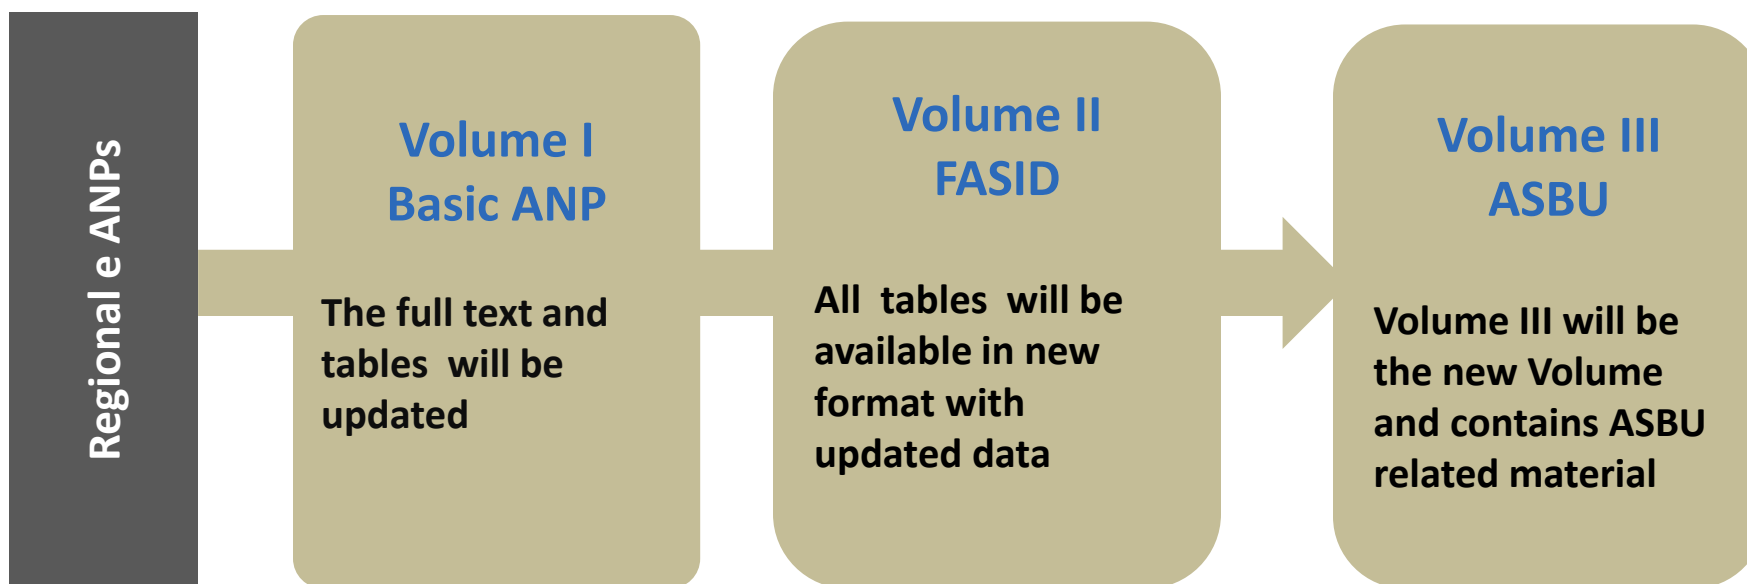 Regional e ANPs
Volume I
Basic ANP
The full text and
tables will be
updated
Volume II
FASID
All tables will be
available in new
format with
updated data
Volume III
ASBU
Volume III will be
the new Volume
and contains ASBU
related material